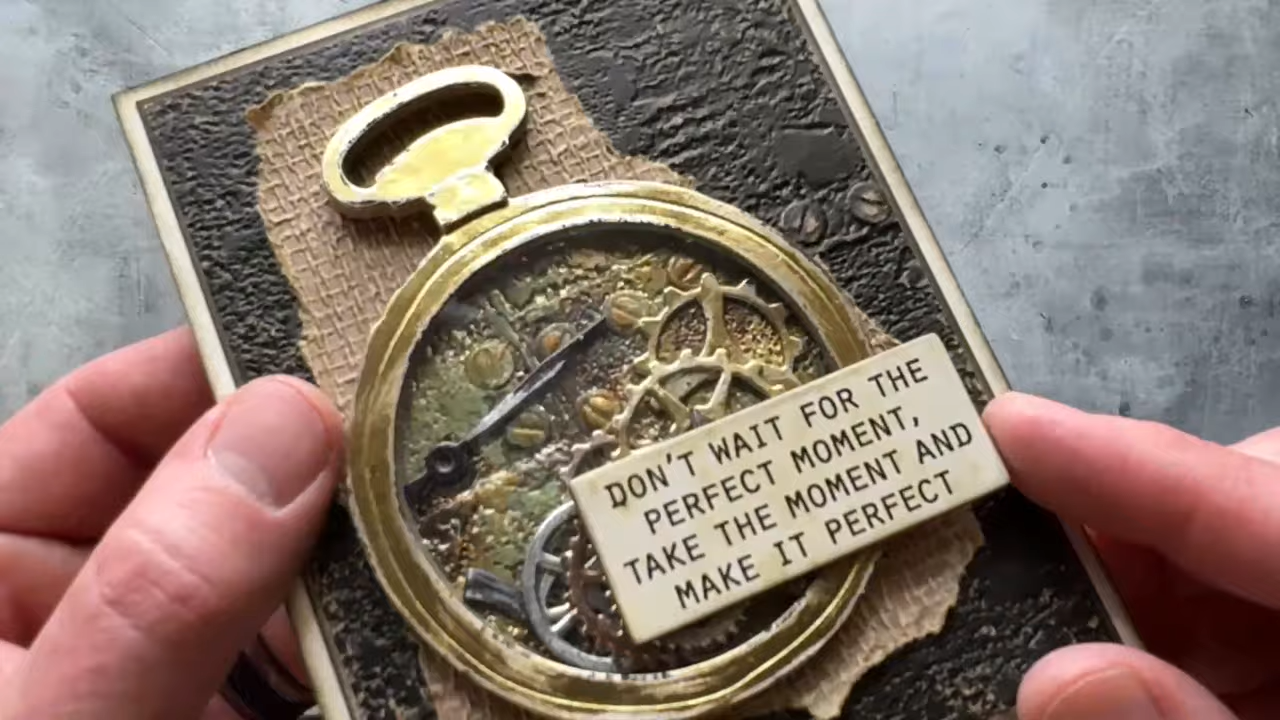 DON'T WAIT FOR THE
PERFECT MOMENT,
TAKE THE MOMENT AND
MAKE IT PERFECT